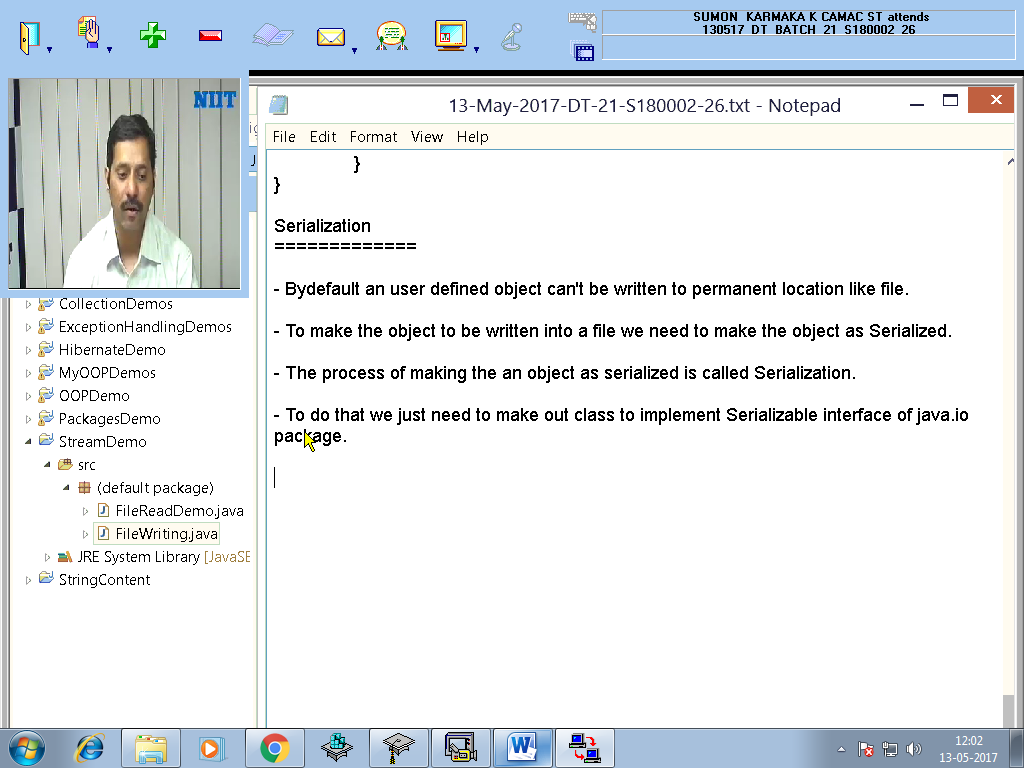 SUMON KARMAKA K CAMAC ST attends
130517 DT BATCH 21 S180002 26
NIIT
13-May-2017-DT-21-S180002-26.txt - Notepad
File Edit Format View Help
}
}
Serialization
=============
- Bydefault an user defined object can't be written to permanent location like file.
- To make the object to be written into a file we need to make the object as Serialized.
- The process of making the an object as serialized is called Serialization.
- To do that we just need to make out class to implement Serializable interface of java.io
package.
CollectionDemos
ExceptionHandlingDemos
HibernateDemo
MyOOPDemos
OOPDemo
PackagesDemo
StreamDemo
src
(default package)
FileReadDemo.java
FileWriting.java
JRE System Library [JavaSE
StringContent
12:02
13-05-2017